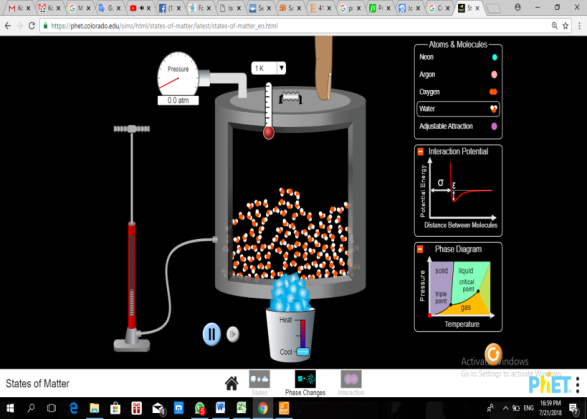 https://phet.colorado.edu/sims/html/states-of-matter/latest/states-of-matter_en.html
Pressure
0.0 atm
1 K
Atoms & Molecules
Neon
Argon
Oxygen
Water
Adjustable Attraction
Interaction Potential
Potential Energy
σ
ε
Distance Between Molecules
Phase Diagram
Pressure
solid
liquid
critical
point
triple
point
gas
Temperature
Heat
Cool
Activate Windows
Go to Settings to activate Windows.
States of Matter
States
Phase Changes
Interaction
PhET
ENG
16:59 PM
7/21/2018